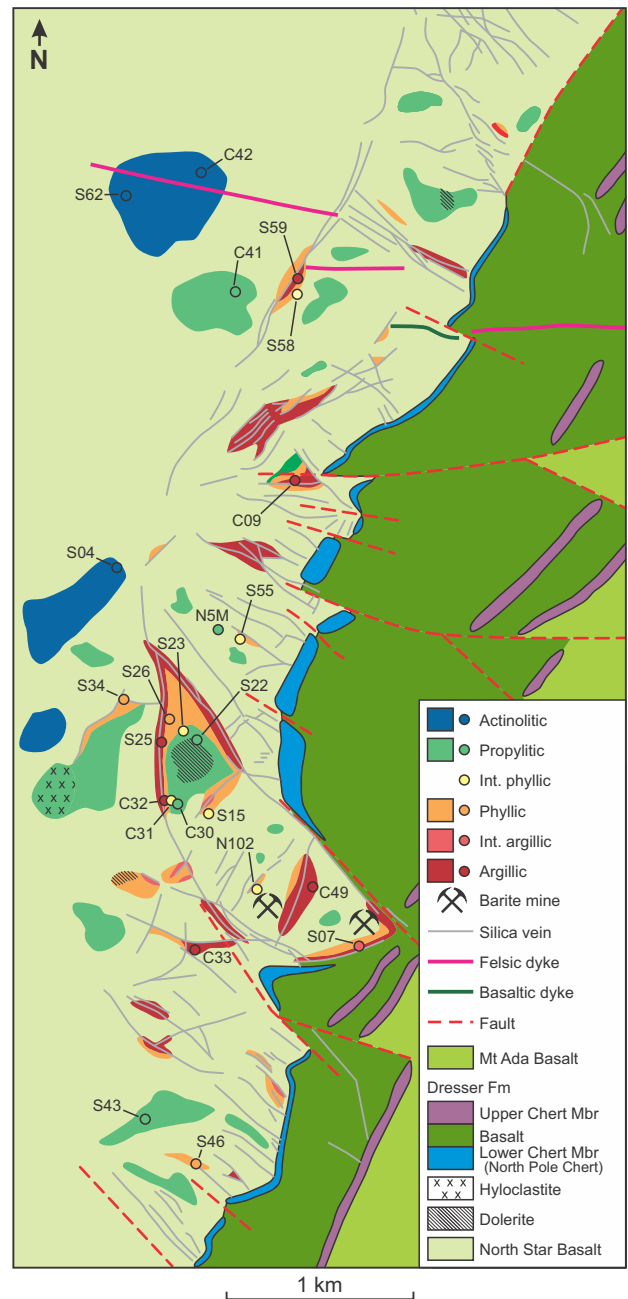 N
C42
S62
S59
C41
S58
C09
S04
S55
N5M
S23
S26
S22
S34
S25
C32
C31
C30
S15
N102
C49
S07
C33
S43
S46
Actinolitic
Propylitic
Int. phyllic
Phyllic
Int. argillic
Argillic
Barite mine
Silica vein
Felsic dyke
Basaltic dyke
Fault
Mt Ada Basalt
Dresser Fm
Upper Chert Mbr
Basalt
Lower Chert Mbr
(North Pole Chert)
Hyloclastite
Dolerite
North Star Basalt
1 km